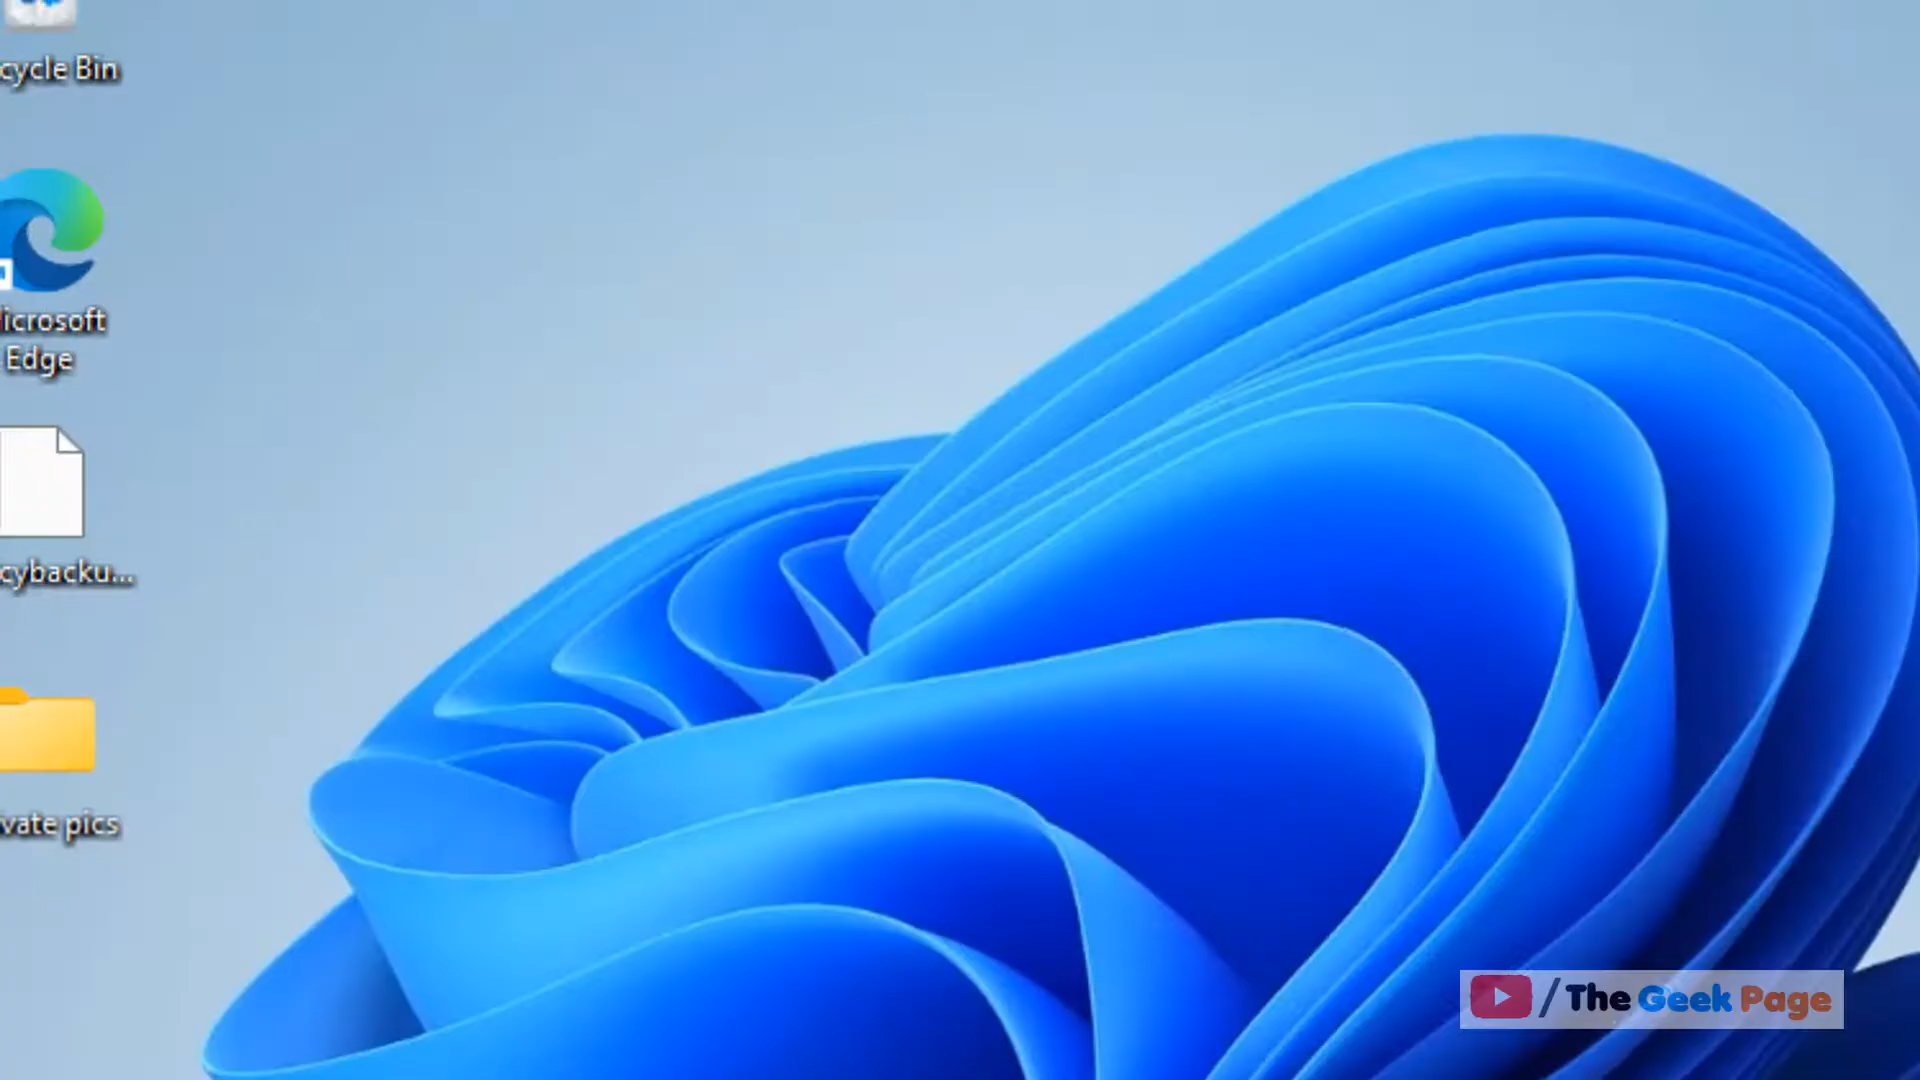 cycle Bin
icrosoft
Edge
cybacku...
vate pics
/The Geek Page